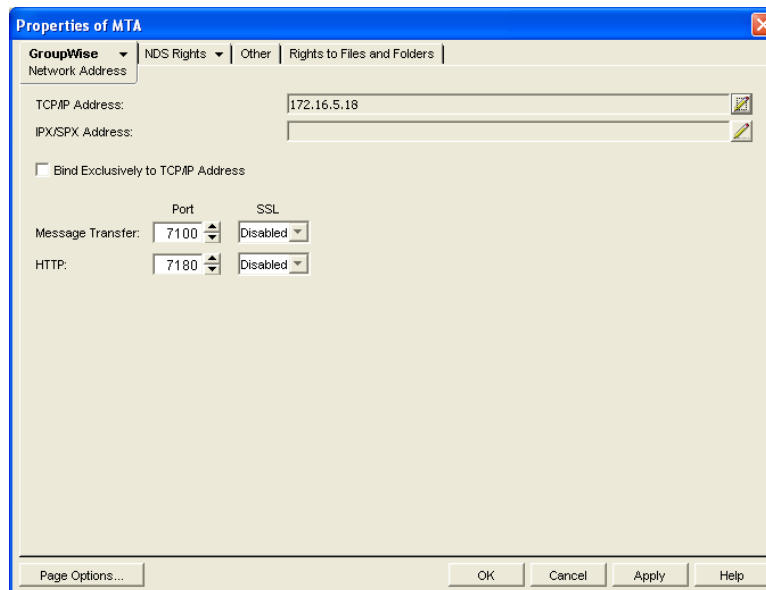 Properties of MTA
GroupWise NDS Rights Other Rights to Files and Folders
Network Address
TCP/IP Address: 172.16.5.18
IPX/SPX Address:
Bind Exclusively to TCP/IP Address
Port SSL
Message Transfer: 7100 Disabled
HTTP: 7180 Disabled
Page Options... OK Cancel Apply Help